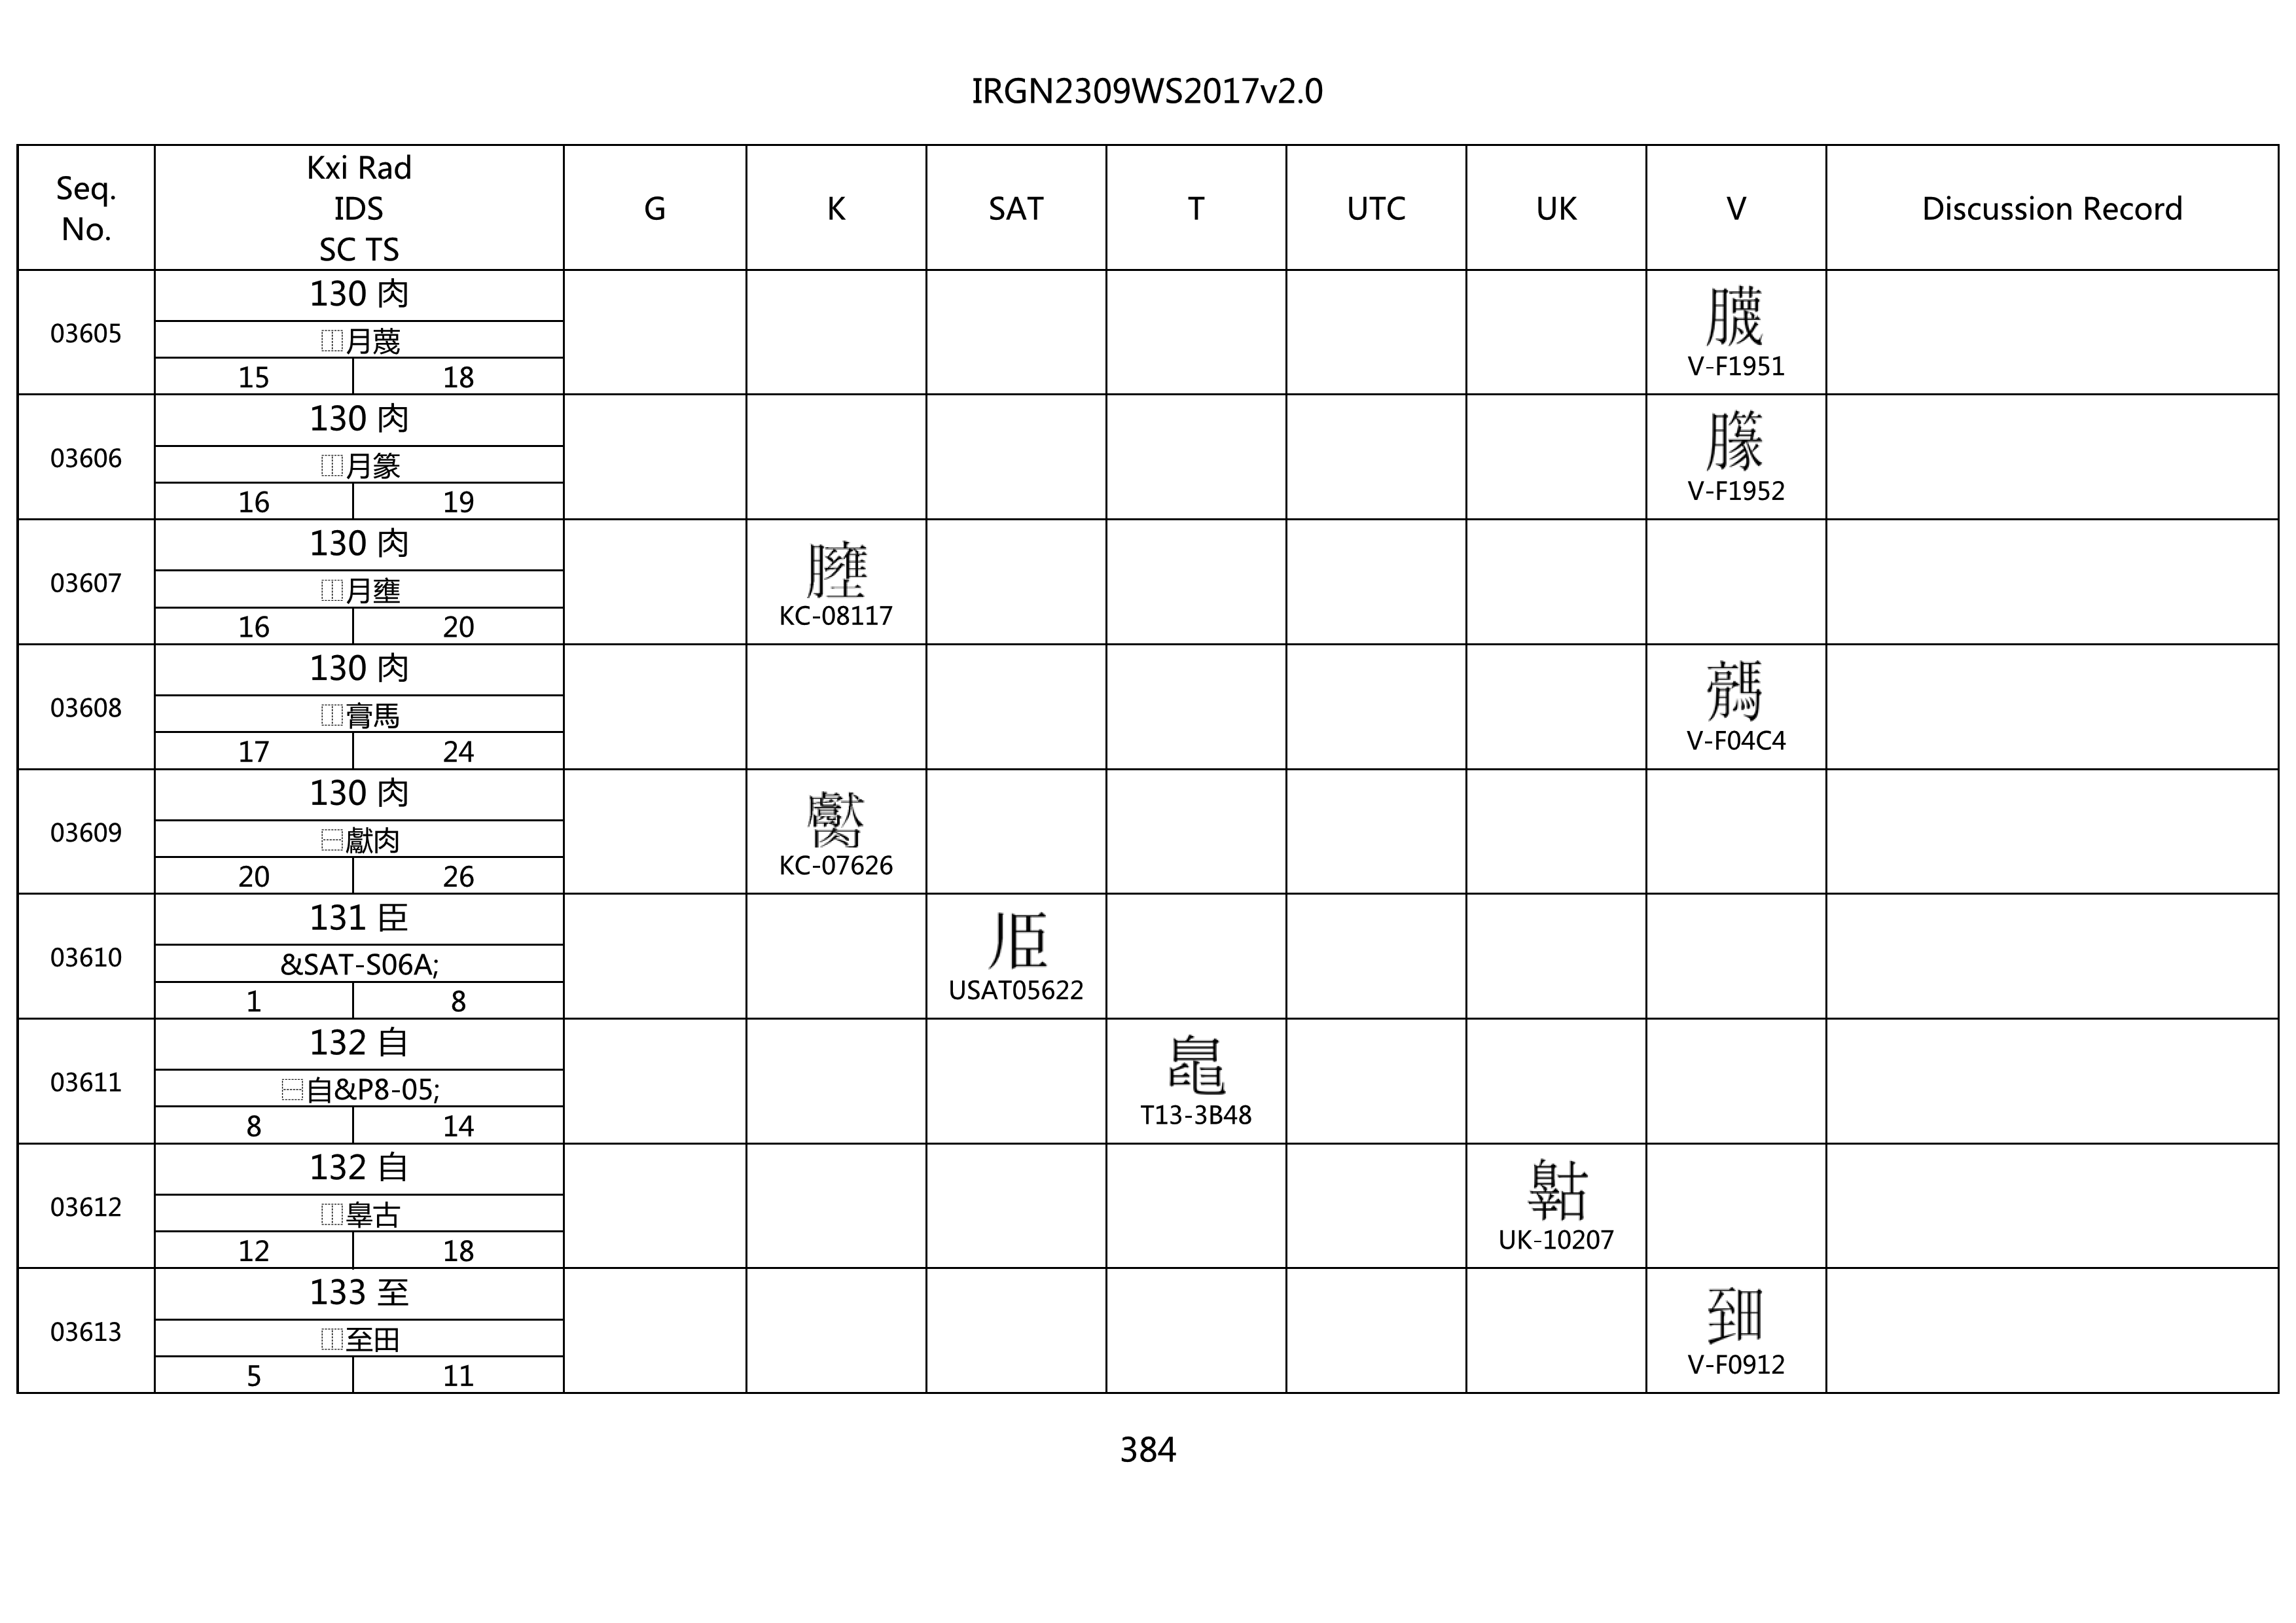 IRGN2309WS2017v2.0
Seq. No.
Kxi Rad
IDS
SC TS
G K SAT T UTC UK V Discussion Record
03605
130 肉
⿰月蔑
15 18
V-F1951
03606
130 肉
⿰月篆
16 19
V-F1952
03607
130 肉
⿰月壅
16 20
KC-08117
03608
130 肉
⿰膏馬
17 24
V-F04C4
03609
130 肉
⿱獻肉
20 26
KC-07626
03610
131 臣
&SAT-S06A;
1 8
USAT05622
03611
132 自
⿱自&P8-05;
8 14
T13-3B48
03612
132 自
⿰辠古
12 18
UK-10207
03613
133 至
⿰至田
5 11
V-F0912
384